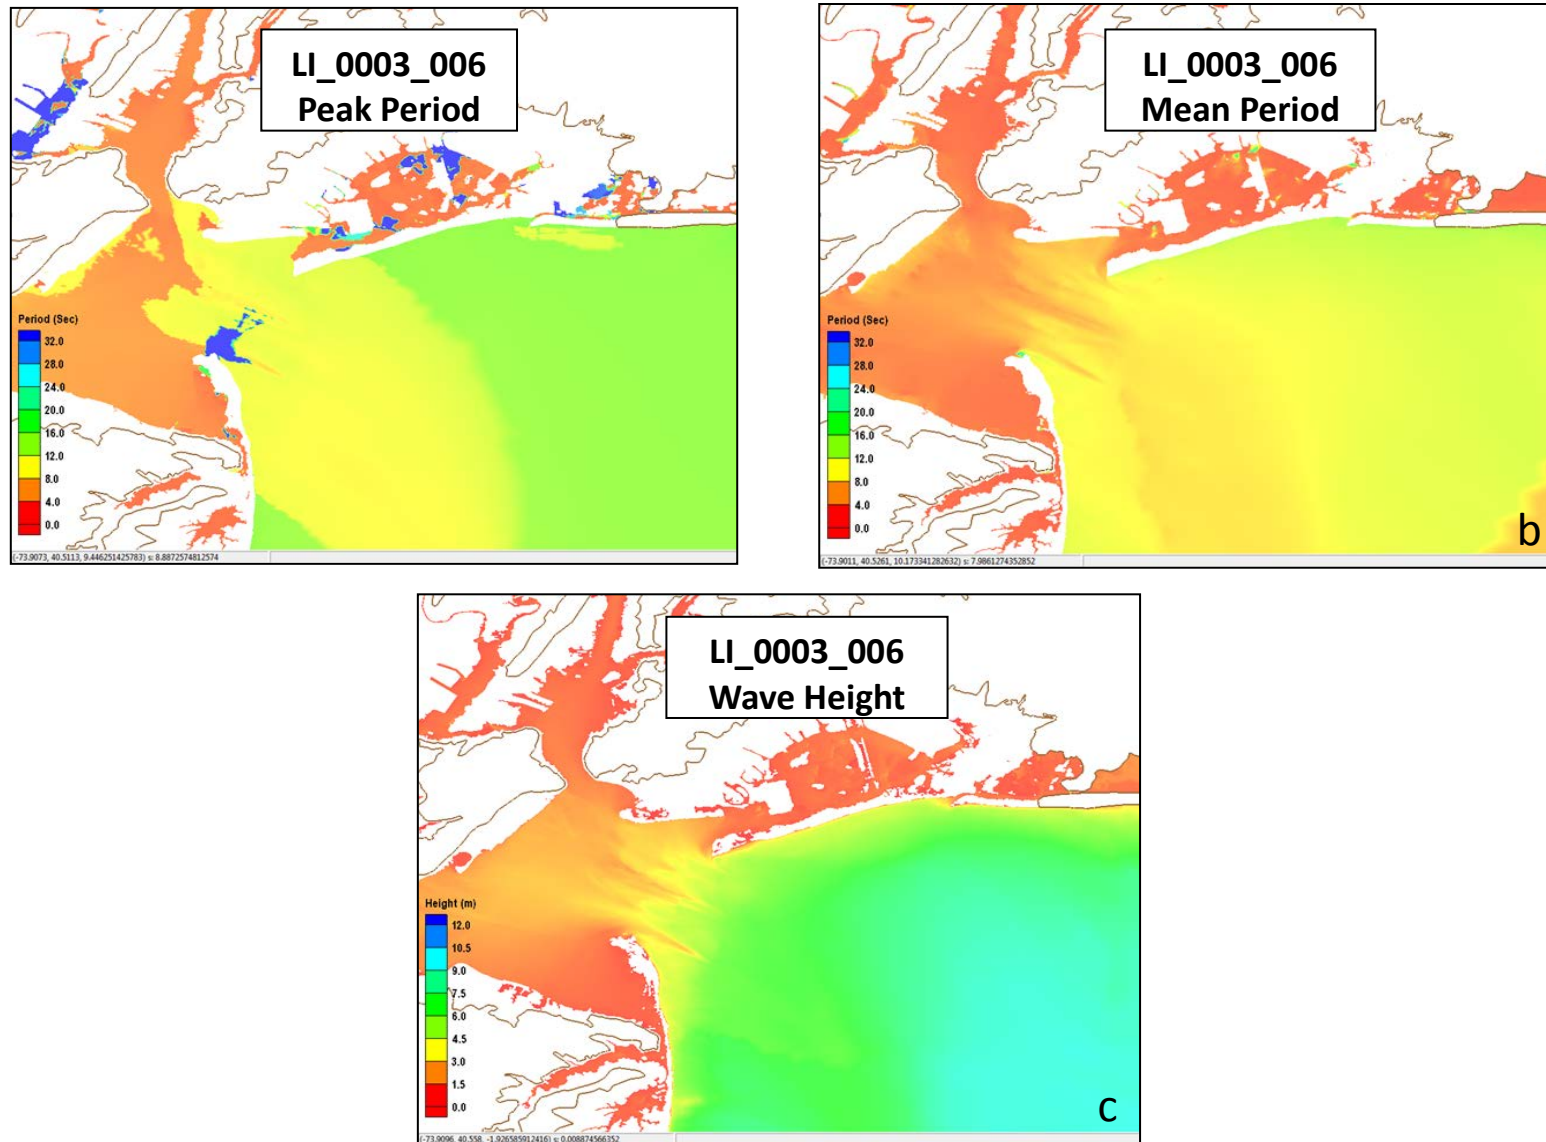 LI_0003_006
Peak Period
Period (Sec)
32.0
28.0
24.0
20.0
16.0
12.0
8.0
4.0
0.0
(-73.9073, 40.5113, 9.446251425783) s: 8.8872574812574
LI_0003_006
Mean Period
Period (Sec)
32.0
28.0
24.0
20.0
16.0
12.0
8.0
4.0
0.0
b
(-73.9011, 40.5261, 10.173341282632) s: 7.9861274352852
LI_0003_006
Wave Height
Height (m)
12.0
10.5
9.0
7.5
6.0
4.5
3.0
1.5
0.0
c
(-73.9096, 40.558, -1.926585912416) s: 0.008874566352